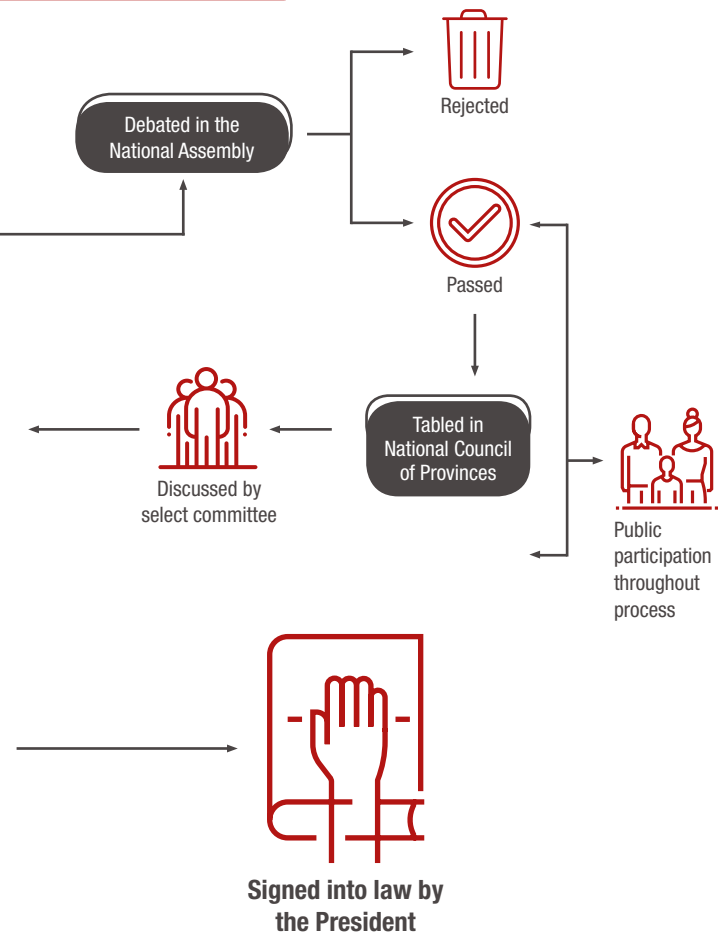 Rejected
Debated in the
National Assembly
Passed
Tabled in
National Council
of Provinces
Discussed by
select committee
Public
participation
throughout
process
Signed into law by
the President